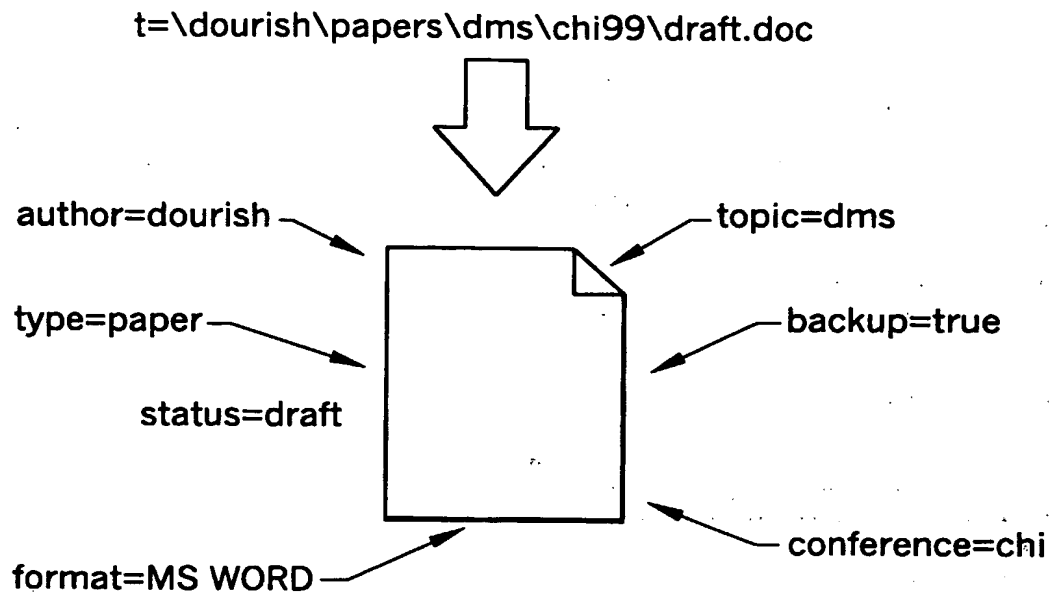 t=\dourish\papers\dms\chi99\draft.doc
author=dourish
topic=dms
type=paper
backup=true
status=draft
conference=chi
format=MS WORD